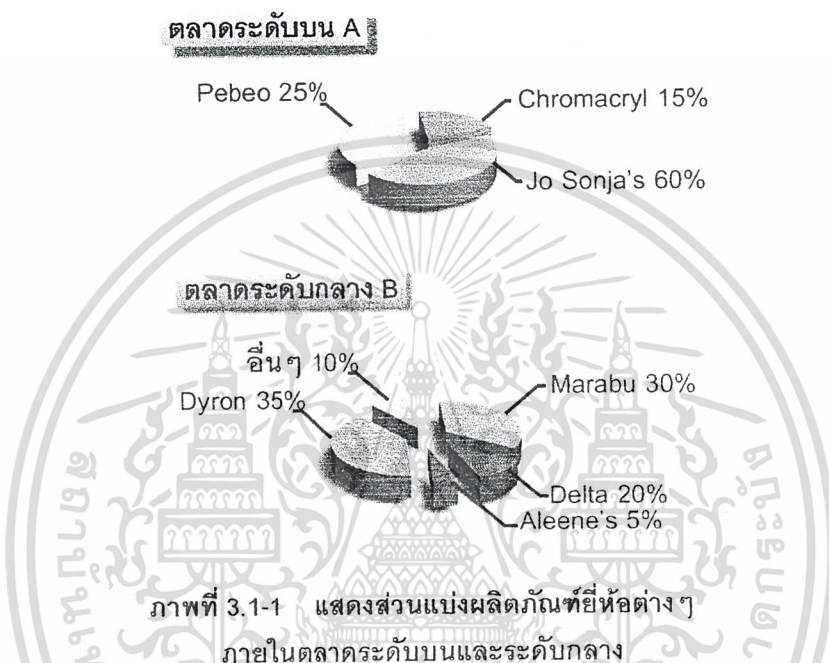 ตลาดระดับบน A
Pebeo 25%
Chromacryl 15%
Jo Sonja's 60%
ตลาดระดับกลาง B
อื่นๆ 10%
Marabu 30%
Dyron 35%
Delta 20%
Aleene's 5%
ภาพที่ 3.1-1 แสดงส่วนแบ่งผลิตภัณฑ์ยี่ห้อต่างๆ
ภายในตลาดระดับบนและระดับกลาง